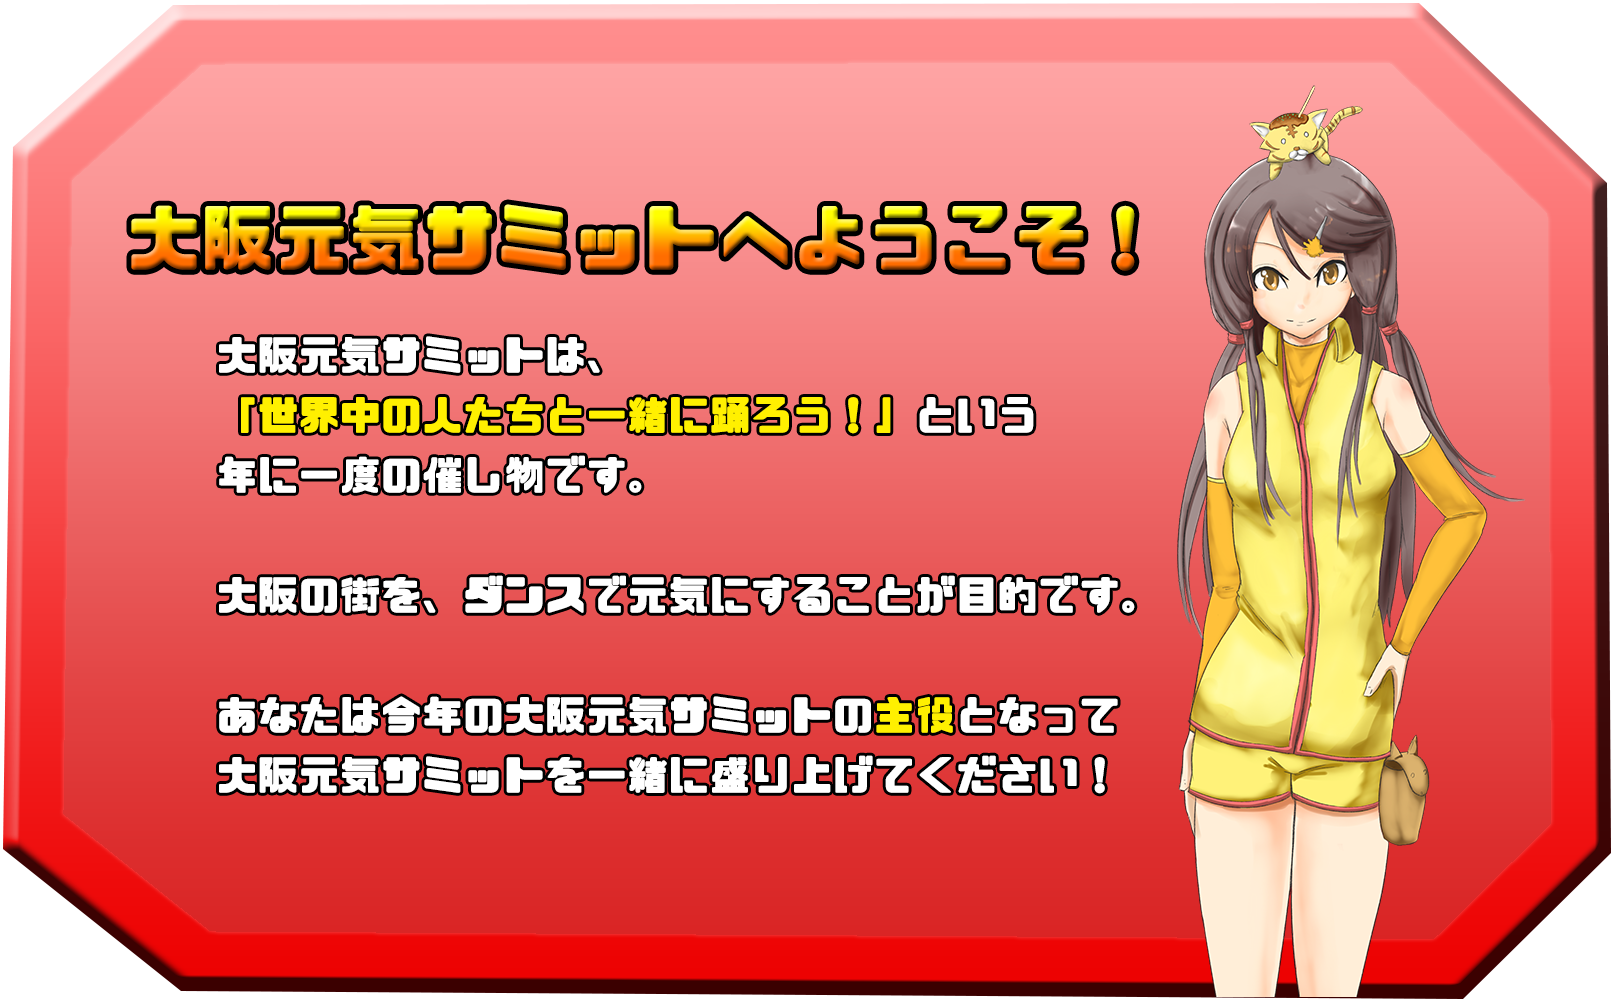 大阪元気サミットへようこそ！
大阪元気サミットは、
「世界中の人たちと一緒に踊ろう！」という
年に一度の催し物です。
大阪の街を、ダンスで元気にすることが目的です。
あなたは今年の大阪元気サミットの主役となって
大阪元気サミットを一緒に盛り上げてください！